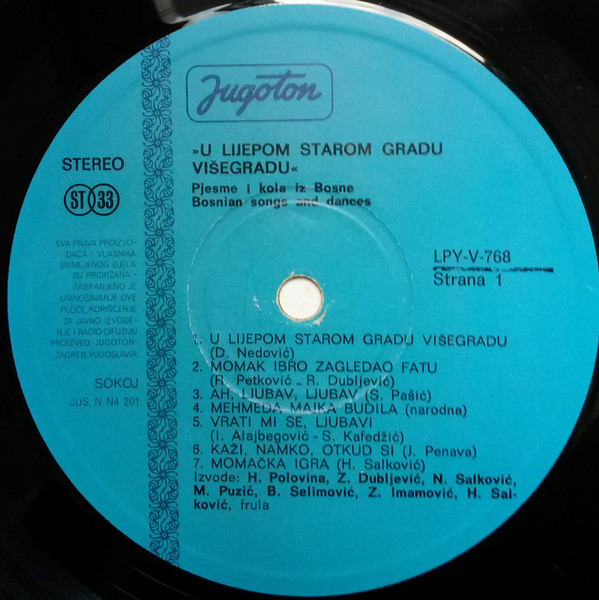 Jugoton
»U LIJEPOM STAROM GRADU
VIŠEGRADU«
Pjesme i kola iz Bosne
Bosnian songs and dances
STEREO
ST 33
SVA PRAVA PROIZVO-
ĐAČA I VLASNIKA
SNIMLJENOG DJELA
SU PRIDRŽANA -
ZABRANJENO JE
UMNOŽAVANJE OVE
PLOČE, KORIŠĆENJE
ZA JAVNO IZVOĐE-
NJE I RADIO-DIFUZIJU
PROIZVEO »JUGOTON«
ZAGREB, YUGOSLAVIA
SOKOJ
JUS. N. N4 201
LPY-V-768
Strana 1
1. U LIJEPOM STAROM GRADU VIŠEGRADU
(D. Nedović)
2. MOMAK IBRO ZAGLEDAO FATU
(R. Petković - R. Dubljević)
3. AH, LJUBAV, LJUBAV (S. Pašić)
4. MEHMEDA MAJKA BUDILA (narodna)
5. VRATI MI SE, LJUBAVI
(I. Alajbegović - S. Kafedžić)
6. KAŽI, NAMKO, OTKUD SI (J. Penava)
7. MOMAČKA IGRA (H. Salković)
Izvode: H. Polovina, Z. Dubljević, N. Salković,
M. Puzić, B. Selimović, Z. Imamović, H. Sal-
ković, frula